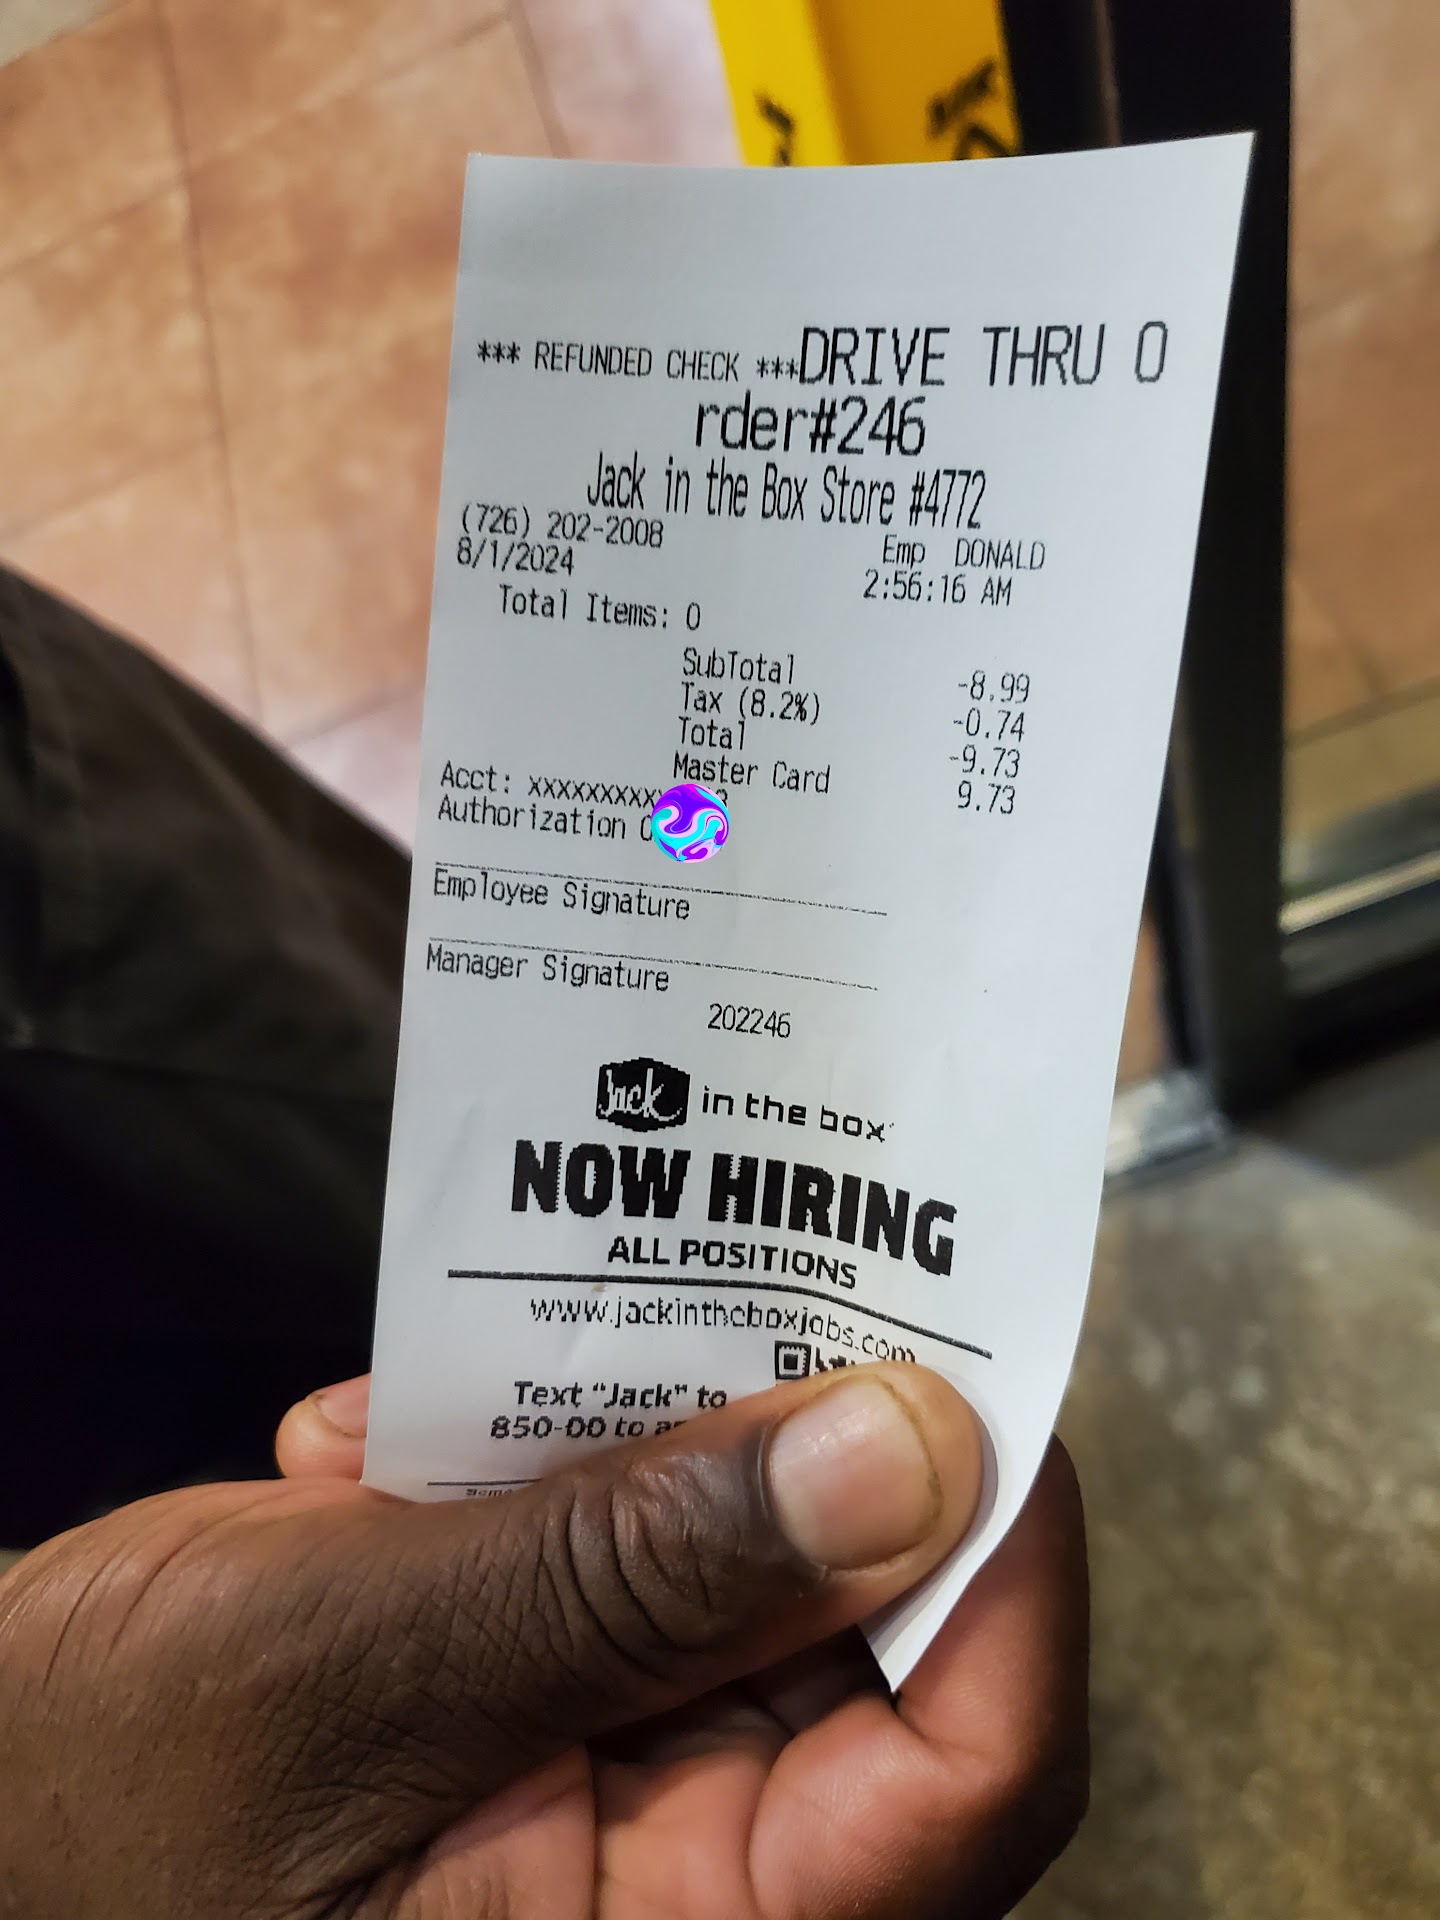 *** REFUNDED CHECK ***DRIVE THRU O
rder#246
Jack in the Box Store #4772
(726) 202-2008
Emp DONALD
8/1/2024
2:56:16 AM
Total Items: 0
SubTotal -8.99
Tax (8.2%) -0.74
Total -9.73
Master Card 9.73
Acct: xxxxxxxxxx
Authorization
Employee Signature
Manager Signature
202246
Jack in the box
NOW HIRING
ALL POSITIONS
www.jackintheboxjobs.com
Text “Jack” to
850-00 to